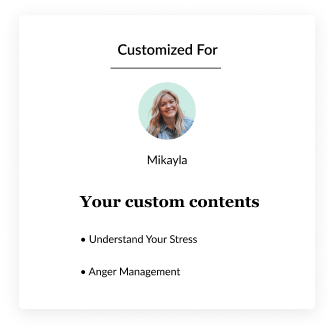 Customized For
Mikayla
Your custom contents
• Understand Your Stress
• Anger Management